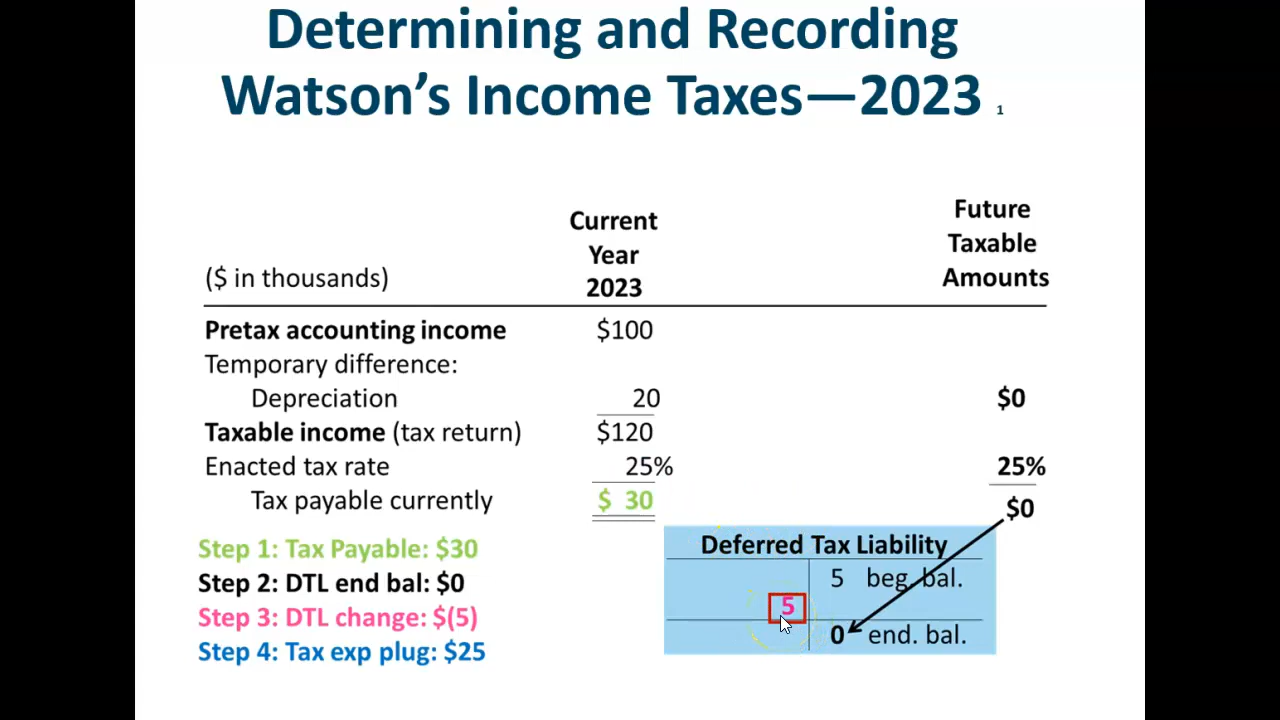 Determining and Recording
Watson's Income Taxes—2023 1
($ in thousands)
Current
Year
2023
Future
Taxable
Amounts
Pretax accounting income $100
Temporary difference:
Depreciation 20 $0
Taxable income (tax return) $120
Enacted tax rate 25% 25%
Tax payable currently $ 30 $0
Step 1: Tax Payable: $30
Step 2: DTL end bal: $0
Step 3: DTL change: $(5)
Step 4: Tax exp plug: $25
Deferred Tax Liability
5 beg. bal.
5
0 end. bal.